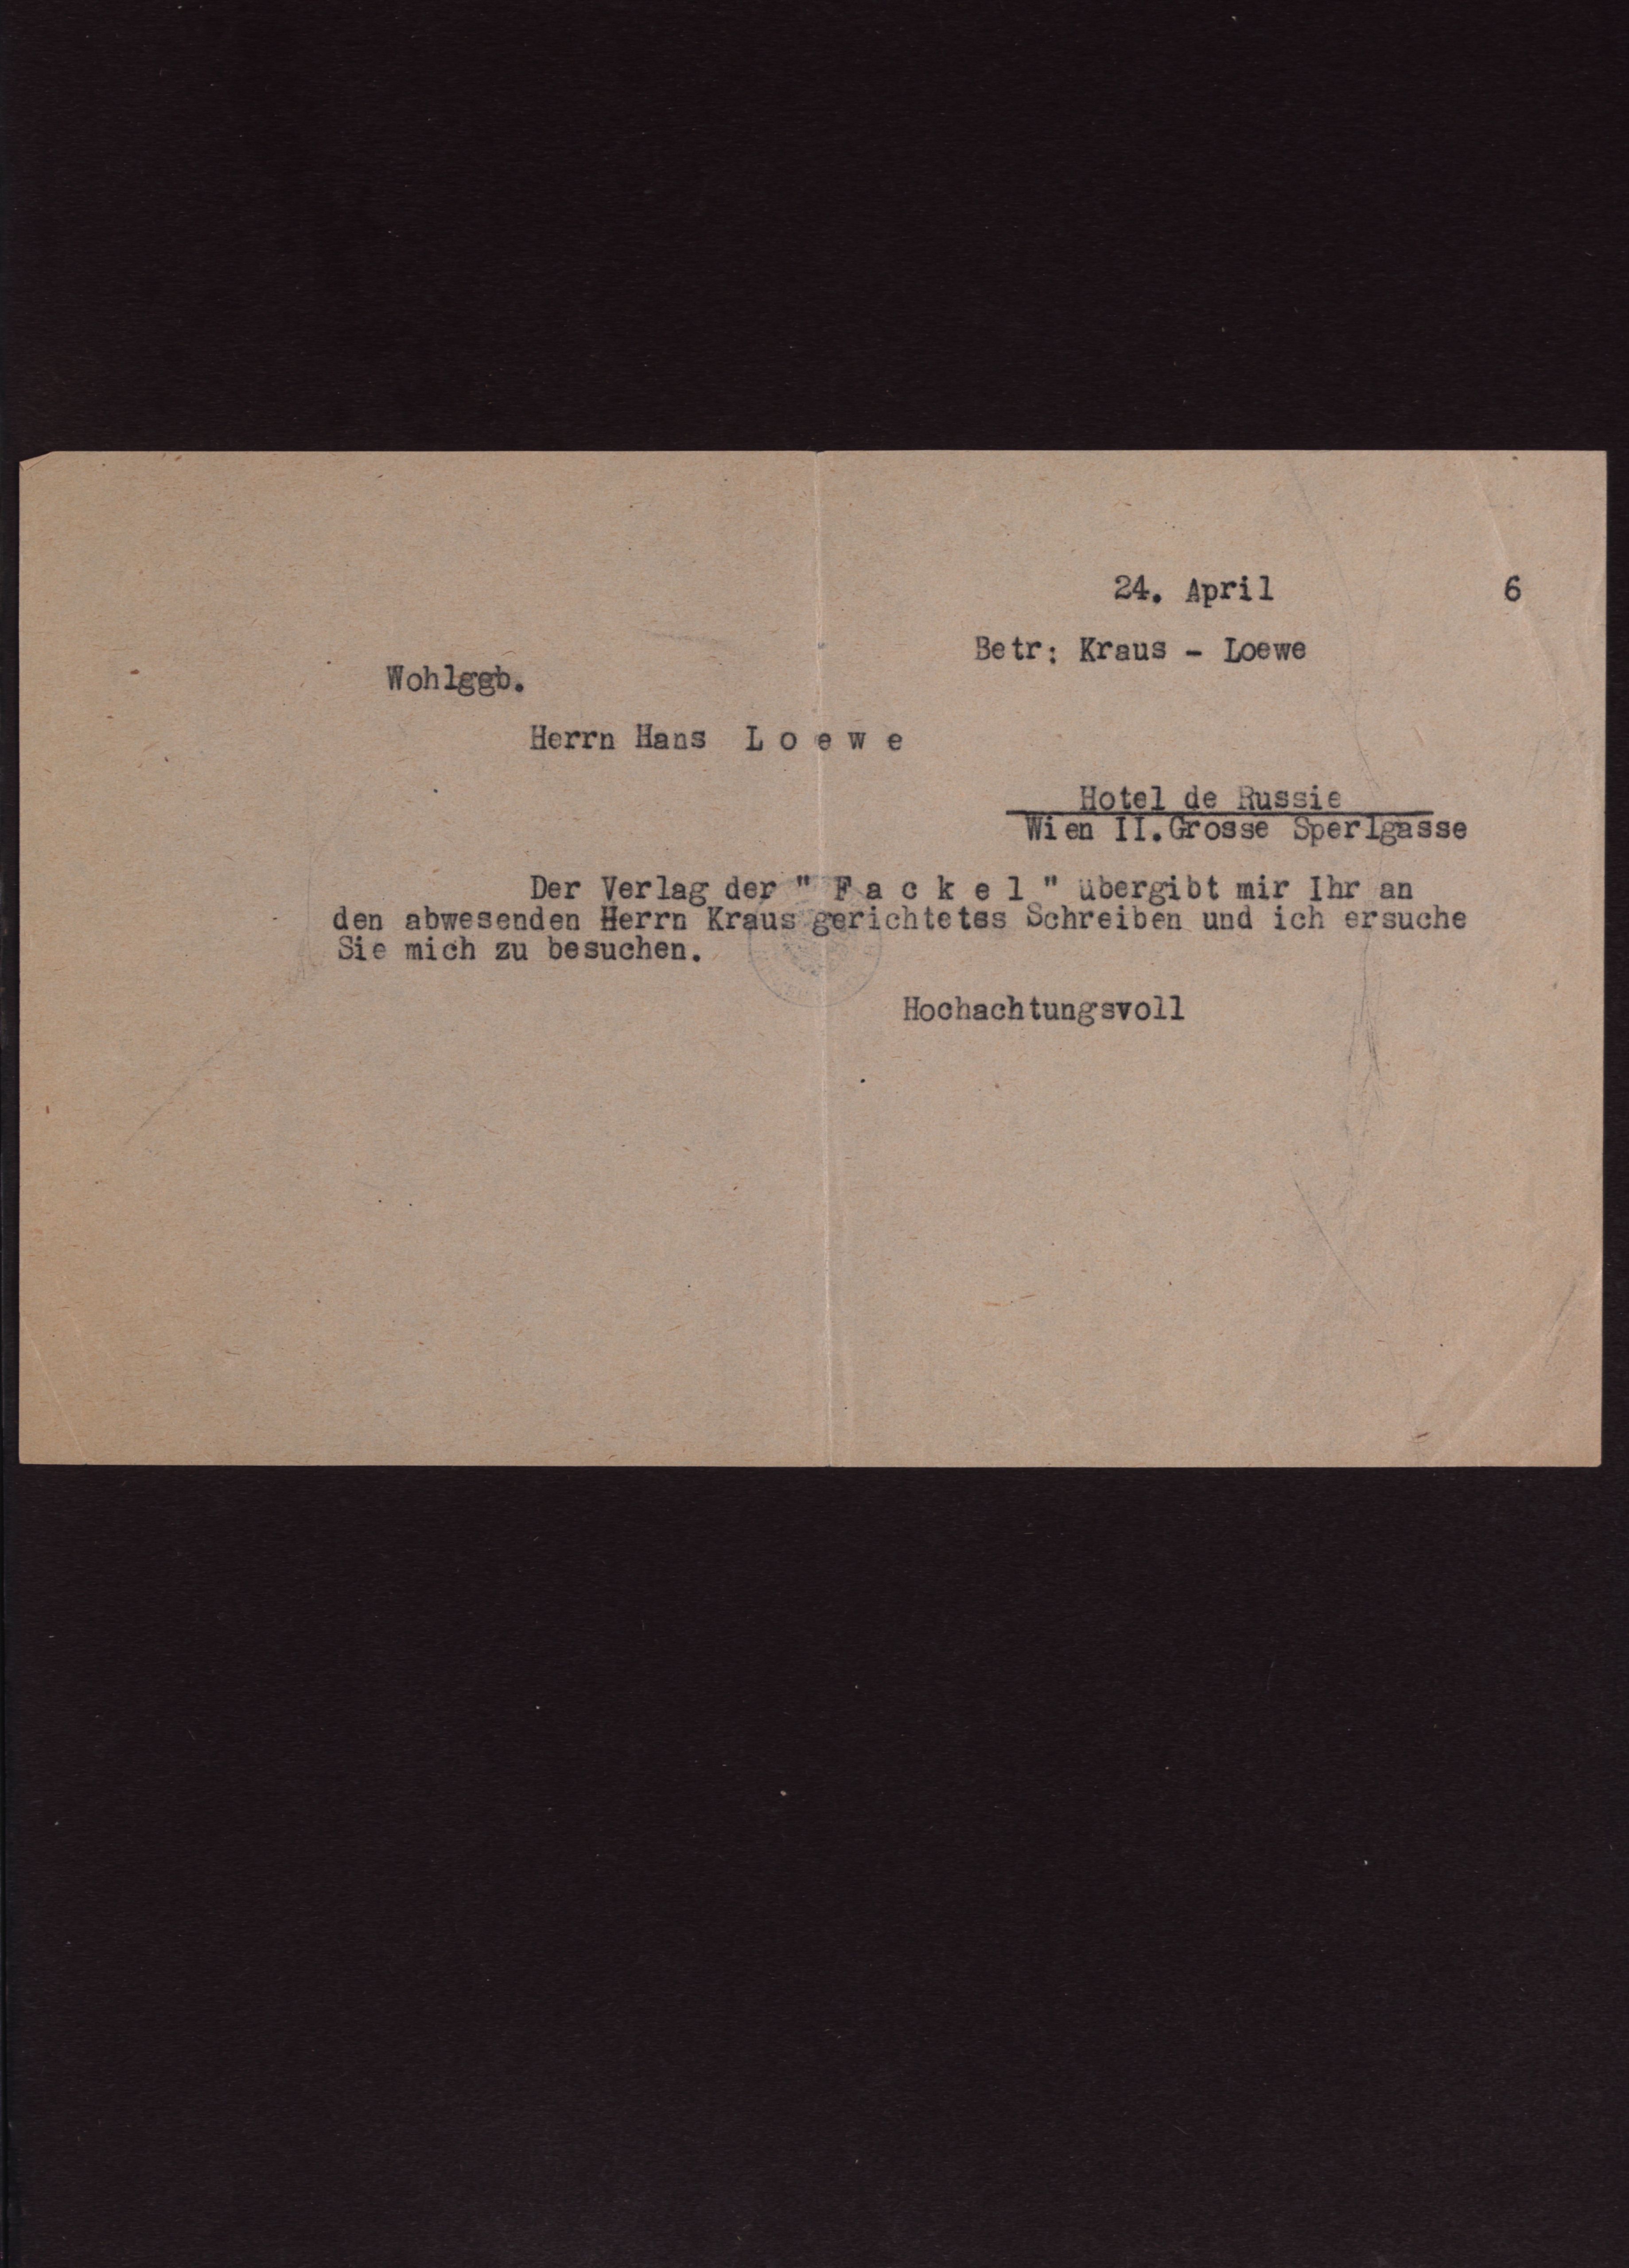 24. April 6
Betr: Kraus - Loewe
Wohlggb.
Herrn Hans L o e w e
Hotel de Russie
Wien II. Grosse Sperlgasse
Der Verlag der " F a c k e l " übergibt mir Ihr an
den abwesenden Herrn Kraus gerichtetes Schreiben und ich ersuche
Sie mich zu besuchen.
Hochachtungsvoll